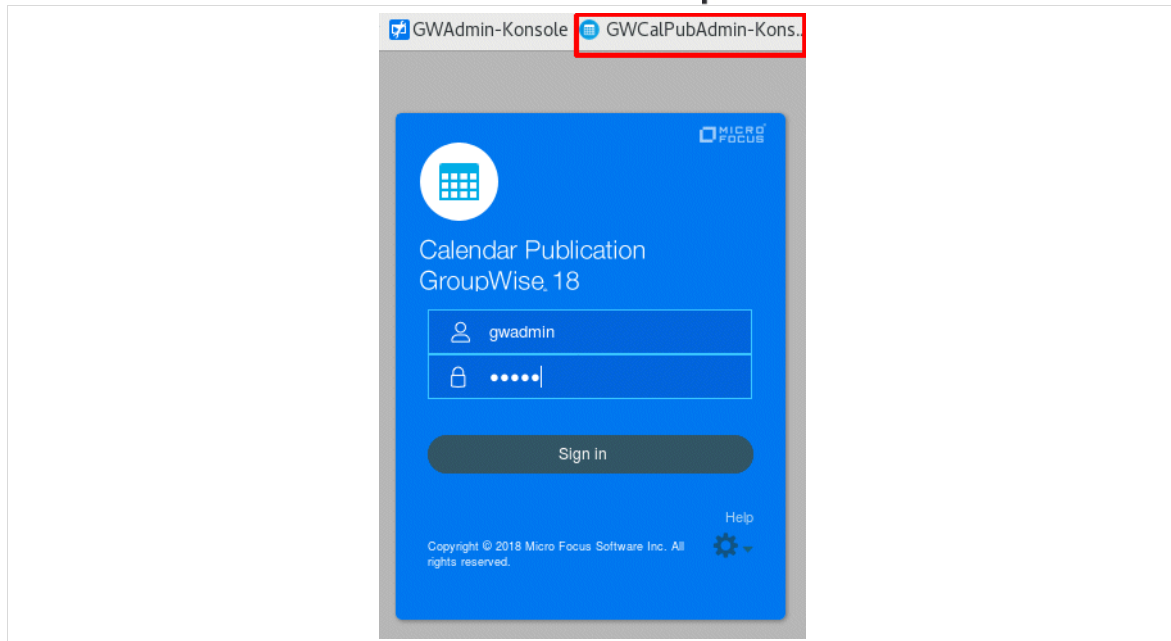 GWAdmin-Konsole GWCalPubAdmin-Kons..
MICRO
FOCUS
Calendar Publication
GroupWise 18
gwadmin
•••••
Sign in
Help
Copyright © 2018 Micro Focus Software Inc. All
rights reserved.